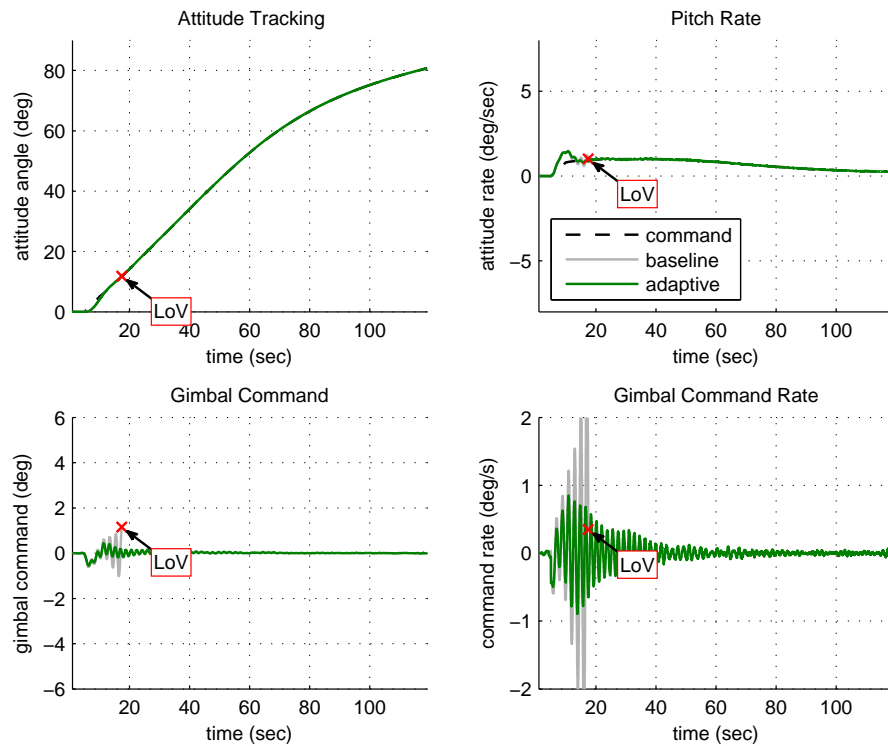 Attitude Tracking
attitude angle (deg)
80
60
40
20
0
20 40 60 80 100
time (sec)
LoV
Pitch Rate
attitude rate (deg/sec)
5
0
−5
20 40 60 80 100
time (sec)
LoV
command
baseline
adaptive
Gimbal Command
gimbal command (deg)
6
4
2
0
−2
−4
−6
20 40 60 80 100
time (sec)
LoV
Gimbal Command Rate
command rate (deg/s)
2
1
0
−1
−2
20 40 60 80 100
time (sec)
LoV